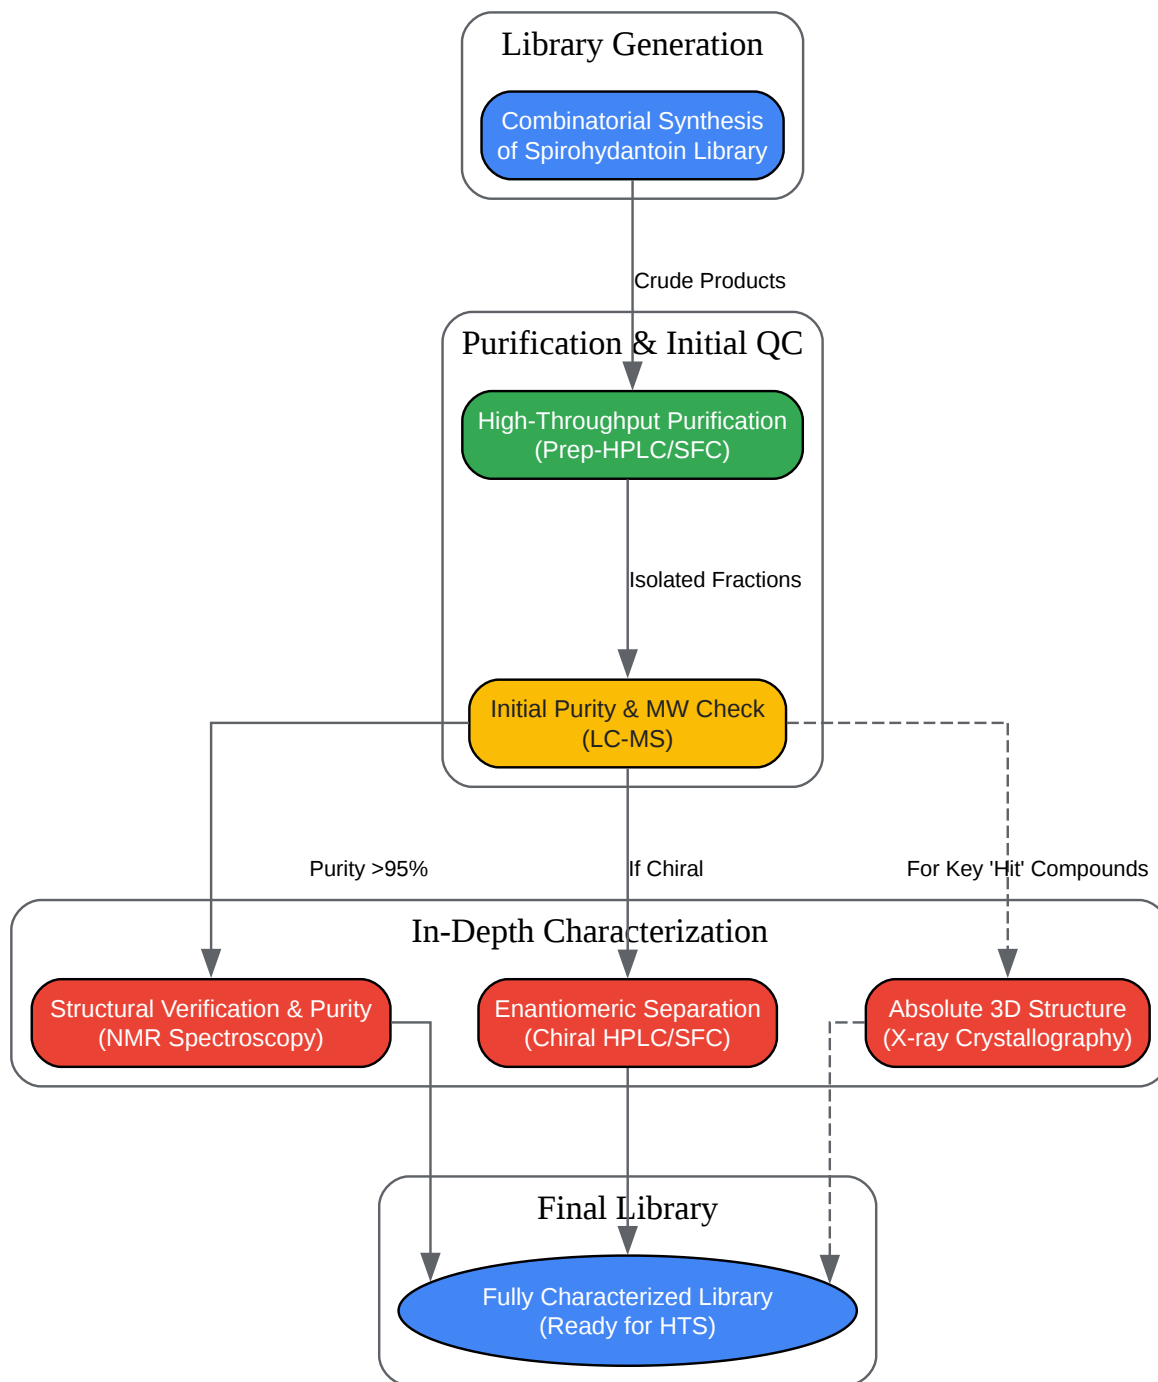 Library Generation
Combinatorial Synthesis
of Spirohydantoin Library
Crude Products
Purification & Initial QC
High-Throughput Purification
(Prep-HPLC/SFC)
Isolated Fractions
Initial Purity & MW Check
(LC-MS)
Purity >95%
If Chiral
For Key 'Hit' Compounds
In-Depth Characterization
Structural Verification & Purity
(NMR Spectroscopy)
Enantiomeric Separation
(Chiral HPLC/SFC)
Absolute 3D Structure
(X-ray Crystallography)
Final Library
Fully Characterized Library
(Ready for HTS)